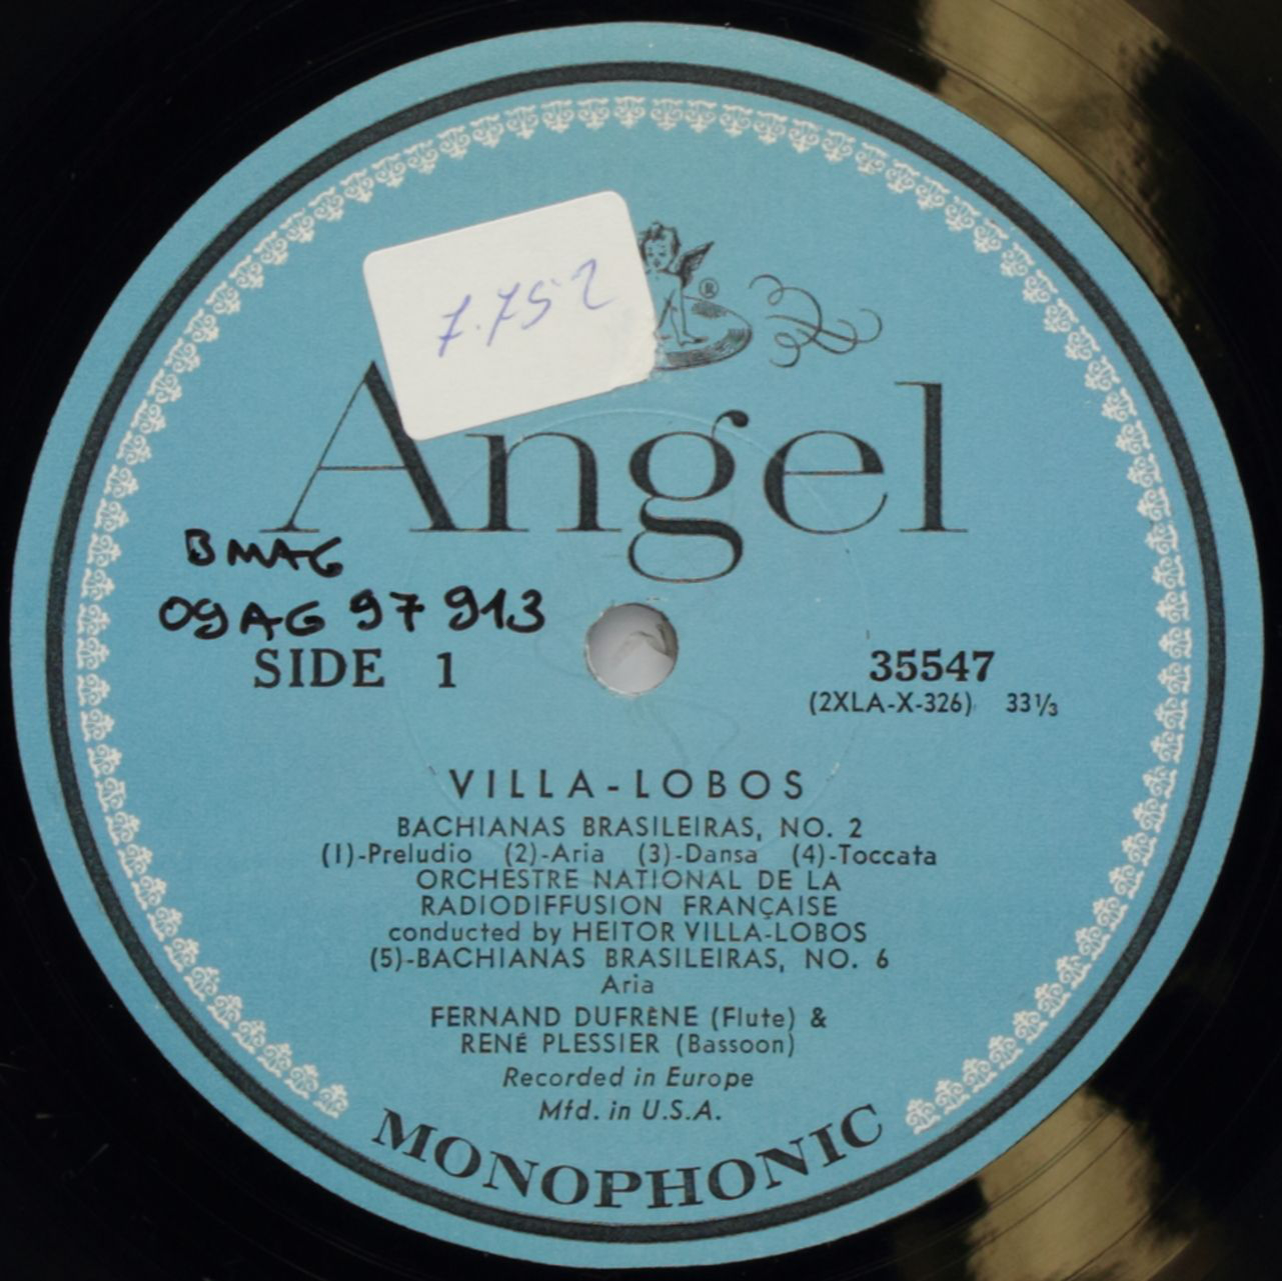 7.752
®
Angel
BMAG
09AG 97 913
SIDE 1
35547
(2XLA-X-326) 33⅓
VILLA-LOBOS
BACHIANAS BRASILEIRAS, NO. 2
(1)-Preludio (2)-Aria (3)-Dansa (4)-Toccata
ORCHESTRE NATIONAL DE LA
RADIODIFFUSION FRANÇAISE
conducted by HEITOR VILLA-LOBOS
(5)-BACHIANAS BRASILEIRAS, NO. 6
Aria
FERNAND DUFRÊNE (Flute) &
RENÉ PLESSIER (Bassoon)
Recorded in Europe
Mfd. in U.S.A.
MONOPHONIC